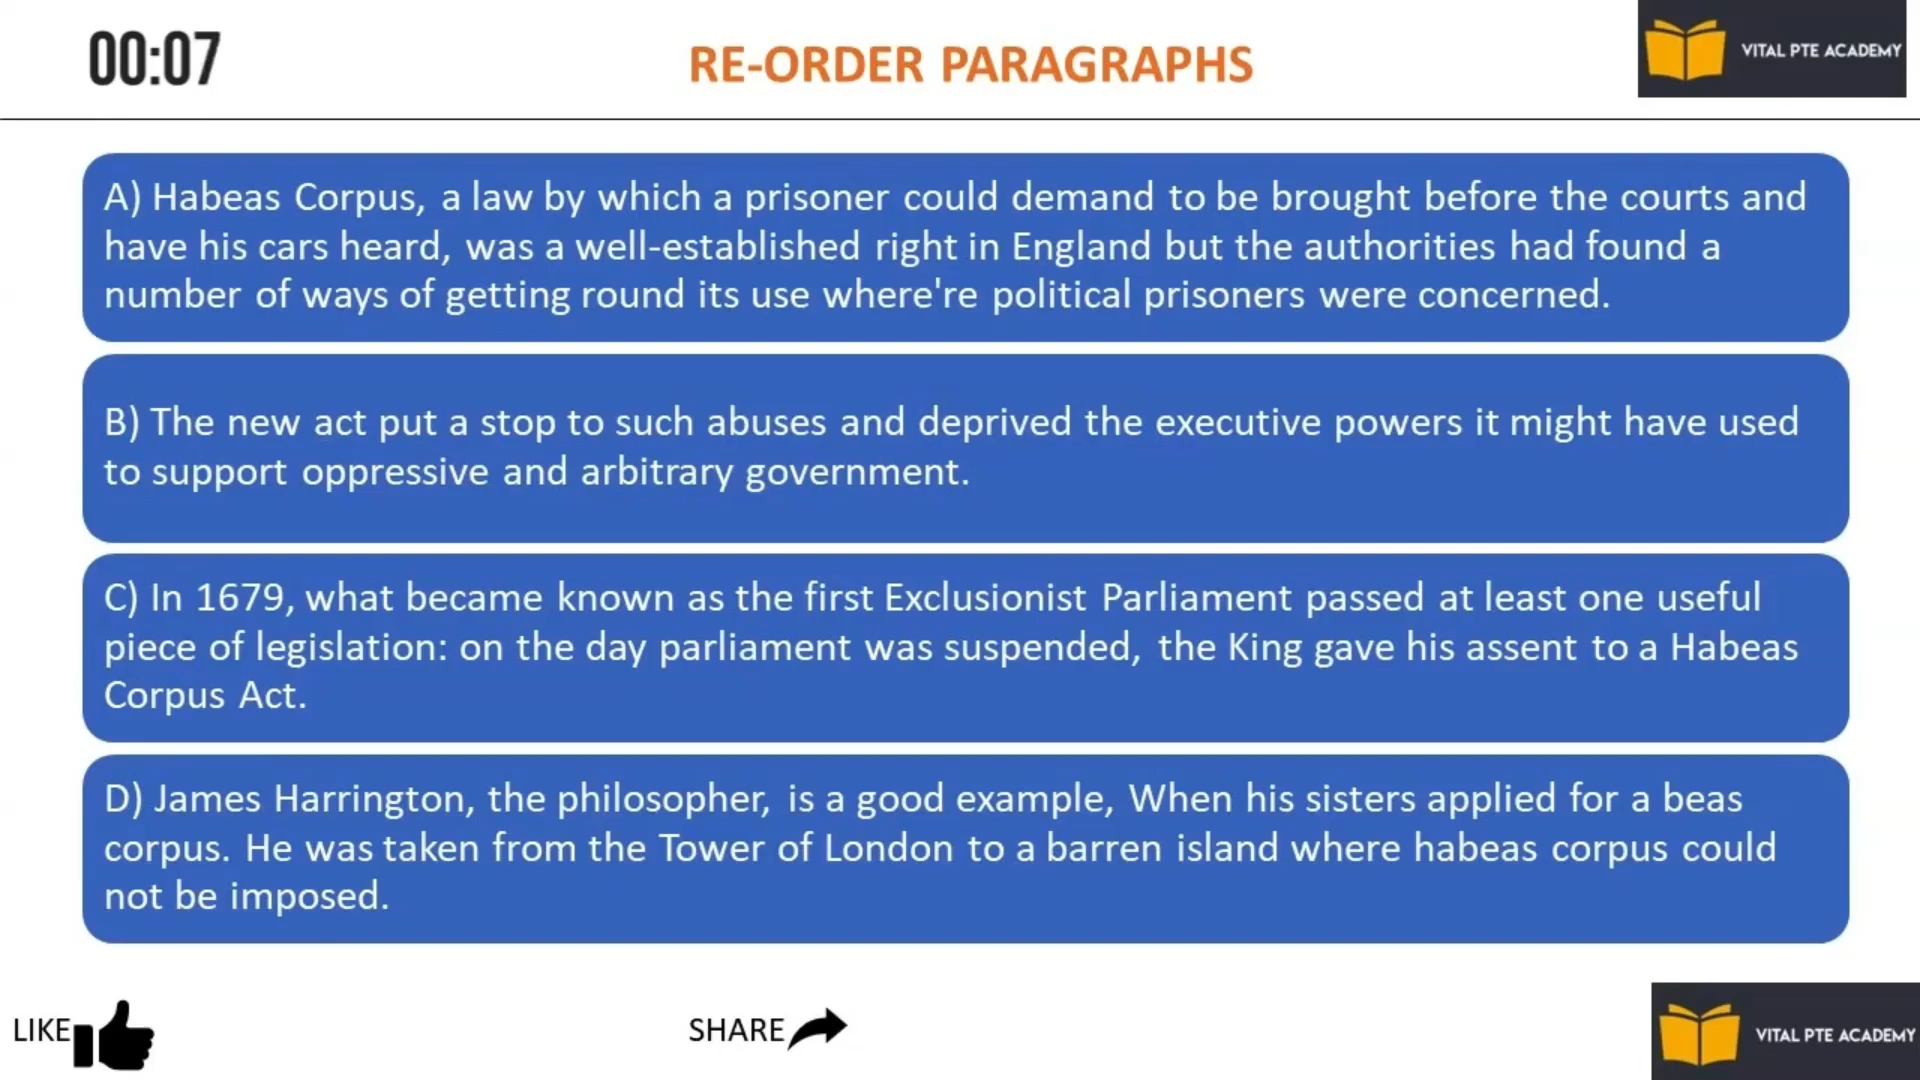 00:07
RE-ORDER PARAGRAPHS
VITAL PTE ACADEMY
A) Habeas Corpus, a law by which a prisoner could demand to be brought before the courts and
have his cars heard, was a well-established right in England but the authorities had found a
number of ways of getting round its use where're political prisoners were concerned.
B) The new act put a stop to such abuses and deprived the executive powers it might have used
to support oppressive and arbitrary government.
C) In 1679, what became known as the first Exclusionist Parliament passed at least one useful
piece of legislation: on the day parliament was suspended, the King gave his assent to a Habeas
Corpus Act.
D) James Harrington, the philosopher, is a good example, When his sisters applied for a beas
corpus. He was taken from the Tower of London to a barren island where habeas corpus could
not be imposed.
LIKE
SHARE
VITAL PTE ACADEMY